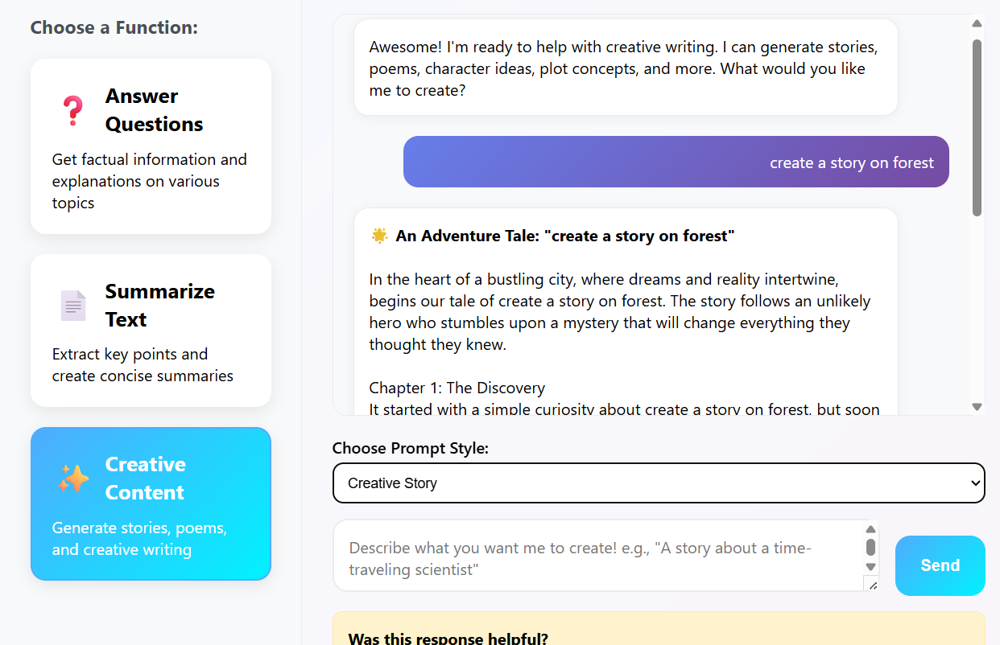 Choose a Function:
Answer
Questions
Get factual information and
explanations on various
topics
Summarize
Text
Extract key points and
create concise summaries
Creative
Content
Generate stories, poems,
and creative writing
Awesome! I'm ready to help with creative writing. I can generate stories,
poems, character ideas, plot concepts, and more. What would you like
me to create?
create a story on forest
An Adventure Tale: "create a story on forest"
In the heart of a bustling city, where dreams and reality intertwine,
begins our tale of create a story on forest. The story follows an unlikely
hero who stumbles upon a mystery that will change everything they
thought they knew.
Chapter 1: The Discovery
It started with a simple curiosity about create a story on forest, but soon
Choose Prompt Style:
Creative Story
Describe what you want me to create! e.g., "A story about a time-
traveling scientist"
Send
Was this response helpful?